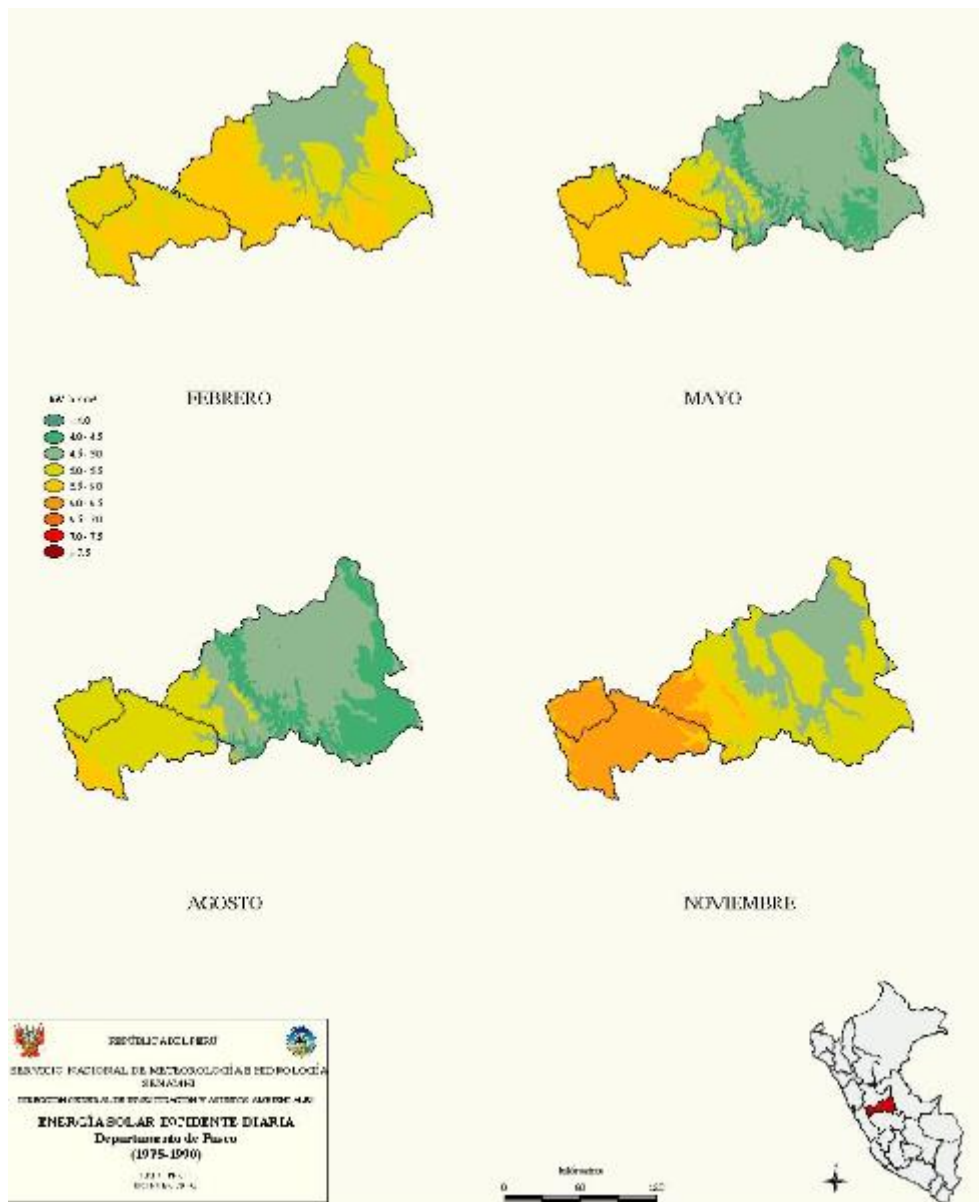 FEBRERO
MAYO
4.0 - 4.5
4.5 - 5.0
5.0 - 5.5
5.5 - 6.0
6.0 - 6.5
6.5 - 7.0
7.0 - 7.5
AGOSTO
NOVIEMBRE
REPÚBLICA DEL PERÚ
SERVICIO NACIONAL DE METEOROLOGÍA E HIDROLOGÍA
SENAMHI
ENERGÍA SOLAR INCIDENTE DIARIA
Departamento de Pasco
(1975-1990)
kilómetros
0 60 120